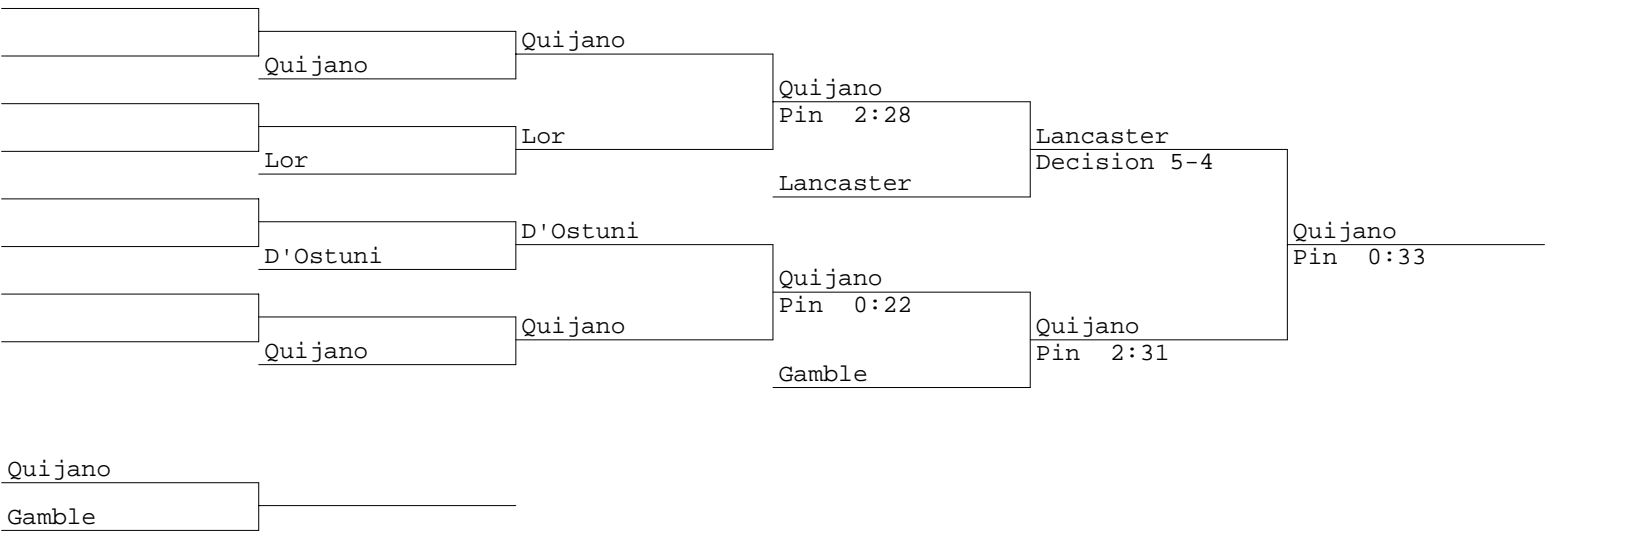 Quijano
Quijano
Quijano
Pin 2:28
Lor
Lancaster
Lor
Decision 5-4
Lancaster
D'Ostuni
Quijano
D'Ostuni
Pin 0:33
Quijano
Pin 0:22
Quijano
Quijano
Quijano
Pin 2:31
Gamble
Quijano
Gamble